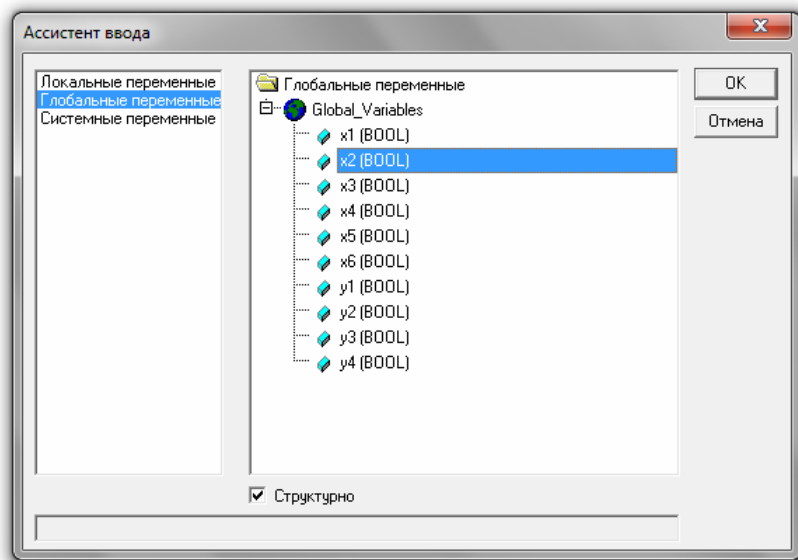 Ассистент ввода
Локальные переменные
Глобальные переменные
Системные переменные
Глобальные переменные
Global_Variables
x1 (BOOL)
x2 (BOOL)
x3 (BOOL)
x4 (BOOL)
x5 (BOOL)
x6 (BOOL)
y1 (BOOL)
y2 (BOOL)
y3 (BOOL)
y4 (BOOL)
OK
Отмена
Структурно